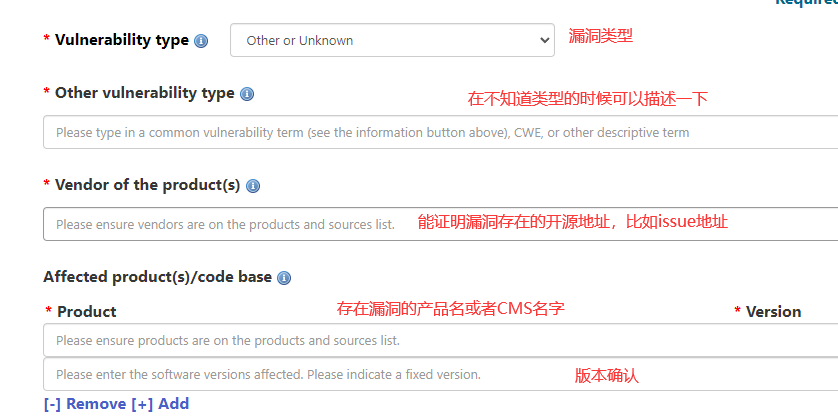 Required
* Vulnerability type
Other or Unknown
漏洞类型
* Other vulnerability type
在不知道类型的时候可以描述一下
Please type in a common vulnerability term (see the information button above), CWE, or other descriptive term
* Vendor of the product(s)
Please ensure vendors are on the products and sources list.
能证明漏洞存在的开源地址，比如issue地址
Affected product(s)/code base
* Product
存在漏洞的产品名或者CMS名字
* Version
Please ensure products are on the products and sources list.
Please enter the software versions affected. Please indicate a fixed version.
版本确认
[-] Remove [+] Add